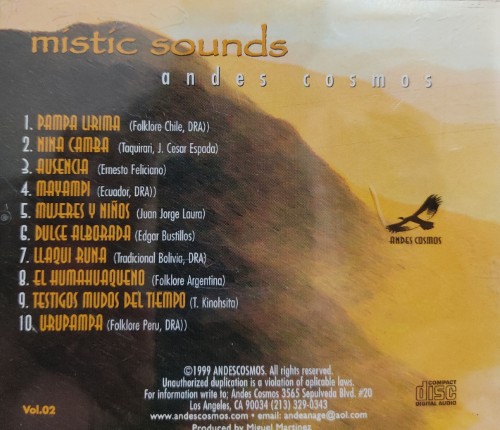 mistic sounds
andes cosmos
1. PAMPA LIRIMA (Folklore Chile, DRA))
2. NINA CAMBA (Taquirari, J. Cesar Espada)
3. AUSENCIA (Ernesto Feliciano)
4. MAYAMPI (Ecuador, DRA))
5. MUJERES Y NIÑOS (Juan Jorge Laura)
6. DULCE ALBORADA (Edgar Bustillos)
7. LLAQUI RUNA (Tradicional Bolivia, DRA)
8. EL HUMAHUAQUENO (Folklore Argentina)
9. TESTIGOS MUDOS DEL TIEMPO (T. Kinohsita)
10. URUPAMPA (Folklore Peru, DRA))
ANDES COSMOS
©1999 ANDESCOSMOS. All rights reserved.
Unauthorized duplication is a violation of aplicable laws.
For information write to; Andes Cosmos 3565 Sepulveda Blvd. #20
Los Angeles, CA 90034 (213) 329-0343
www.andescosmos.com • email: andeanage@aol.com
Produced by Miguel Martinez
Vol.02
COMPACT
disc
DIGITAL AUDIO